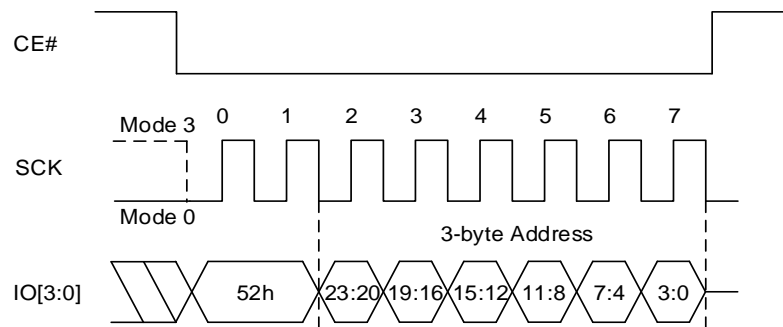 CE#
0 1 2 3 4 5 6 7
Mode 3
SCK
Mode 0
3-byte Address
IO[3:0] 52h 23:20 19:16 15:12 11:8 7:4 3:0